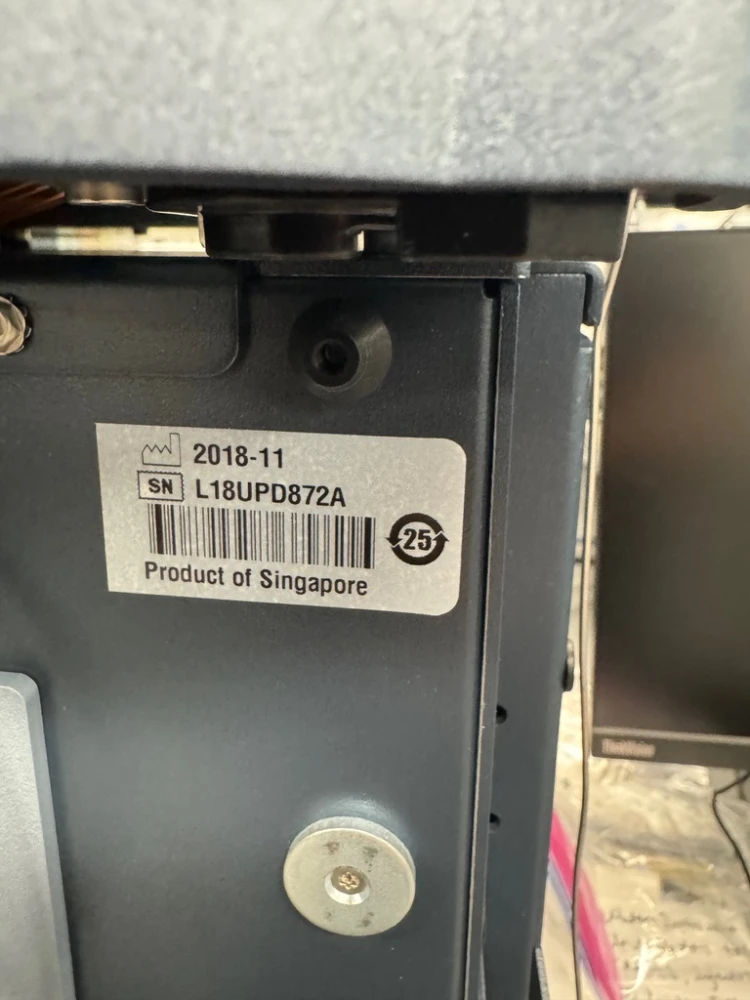 2018-11
SN L18UPD872A
25
Product of Singapore
ThinkVision